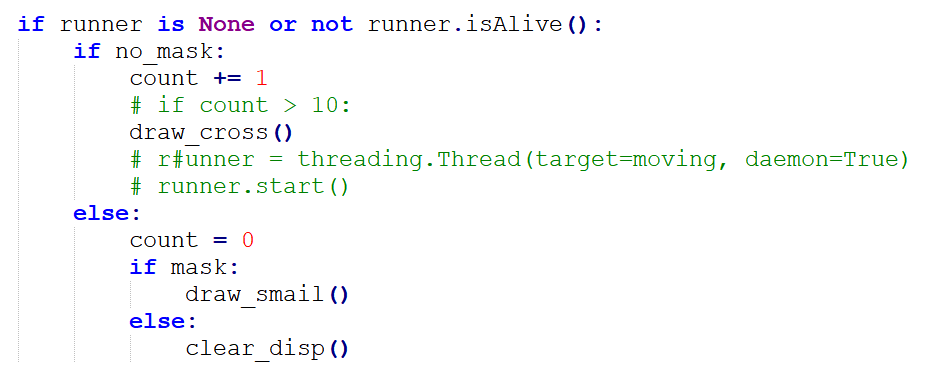 if runner is None or not runner.isAlive():
    if no_mask:
        count += 1
        # if count > 10:
        draw_cross()
        # r#unner = threading.Thread(target=moving, daemon=True)
        # runner.start()
    else:
        count = 0
        if mask:
            draw_smail()
        else:
            clear_disp()